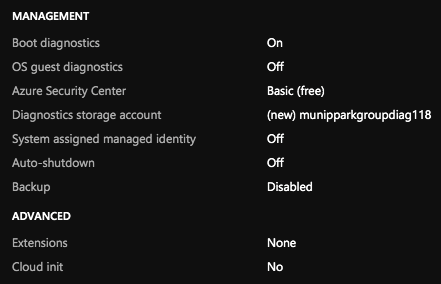 MANAGEMENT
Boot diagnostics On
OS guest diagnostics Off
Azure Security Center Basic (free)
Diagnostics storage account (new) munipparkgroupdiag118
System assigned managed identity Off
Auto-shutdown Off
Backup Disabled
ADVANCED
Extensions None
Cloud init No